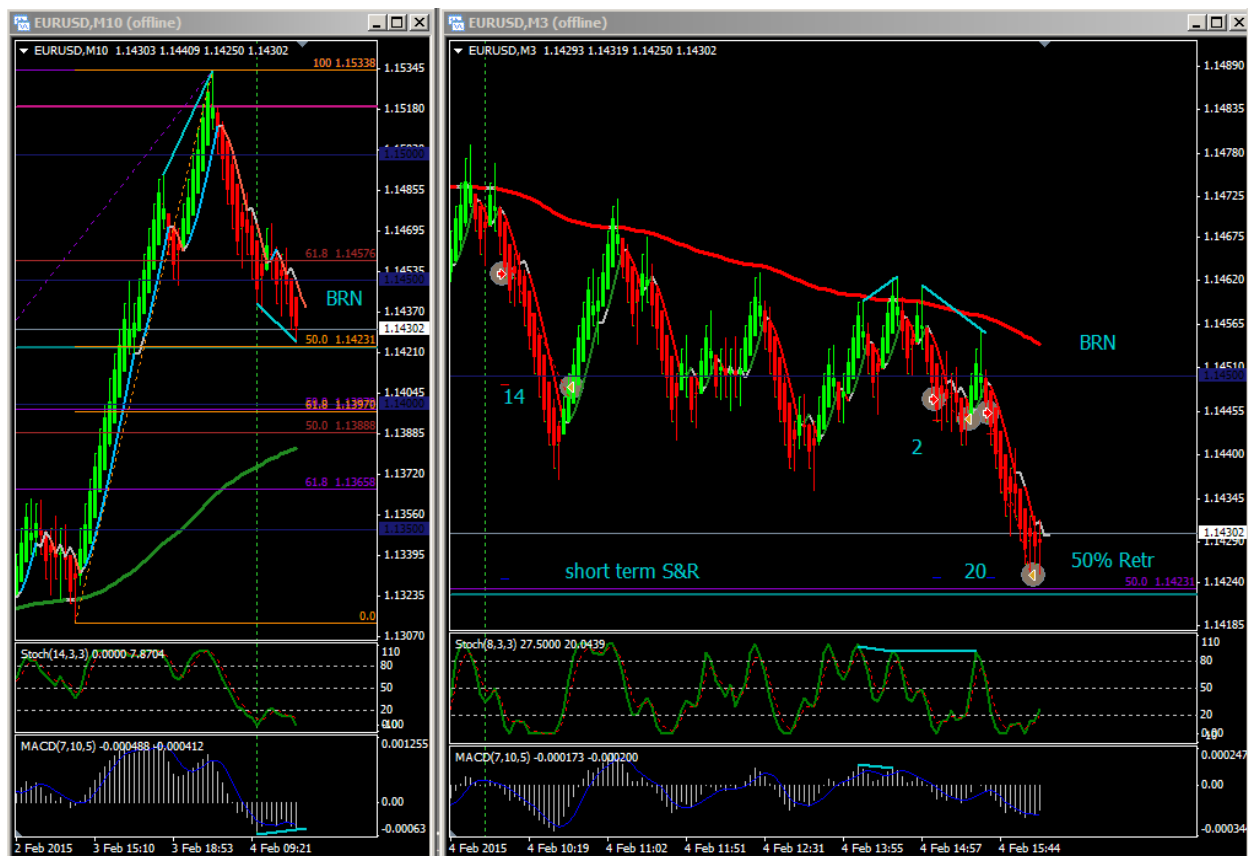 EURUSD,M10 (offline)
EURUSD,M10 1.14303 1.14409 1.14250 1.14302
100 1.15338
1.15345
1.15180
1.15000
1.14855
1.14695
61.8 1.14576
1.14535
1.14500
BRN
1.14370
1.14302
50.0 1.14231
1.14210
1.14045
1.14000
61.8 1.13970
50.0 1.13888
1.13885
1.13720
61.8 1.13658
1.13560
1.13500
1.13395
1.13235
0.0
1.13070
Stoch(14,3,3) 0.0000 7.8704
110
80
50
20
MACD(7,10,5) -0.000488 -0.000412
0.001255
0.00
-0.00063
2 Feb 2015
3 Feb 15:10
3 Feb 18:53
4 Feb 09:21
EURUSD,M3 (offline)
EURUSD,M3 1.14293 1.14319 1.14250 1.14302
1.14890
1.14835
1.14780
1.14725
1.14675
1.14620
1.14565
BRN
1.14500
14
1.14455
2
1.14400
1.14345
1.14302
1.14290
short term S&R
20
50% Retr
50.0 1.14231
1.14240
1.14185
Stoch(8,3,3) 27.5000 20.0439
110
80
50
20
MACD(7,10,5) -0.000173 -0.000200
0.000247
0.00
-0.000344
4 Feb 2015
4 Feb 10:19
4 Feb 11:02
4 Feb 11:51
4 Feb 12:31
4 Feb 13:55
4 Feb 14:57
4 Feb 15:44